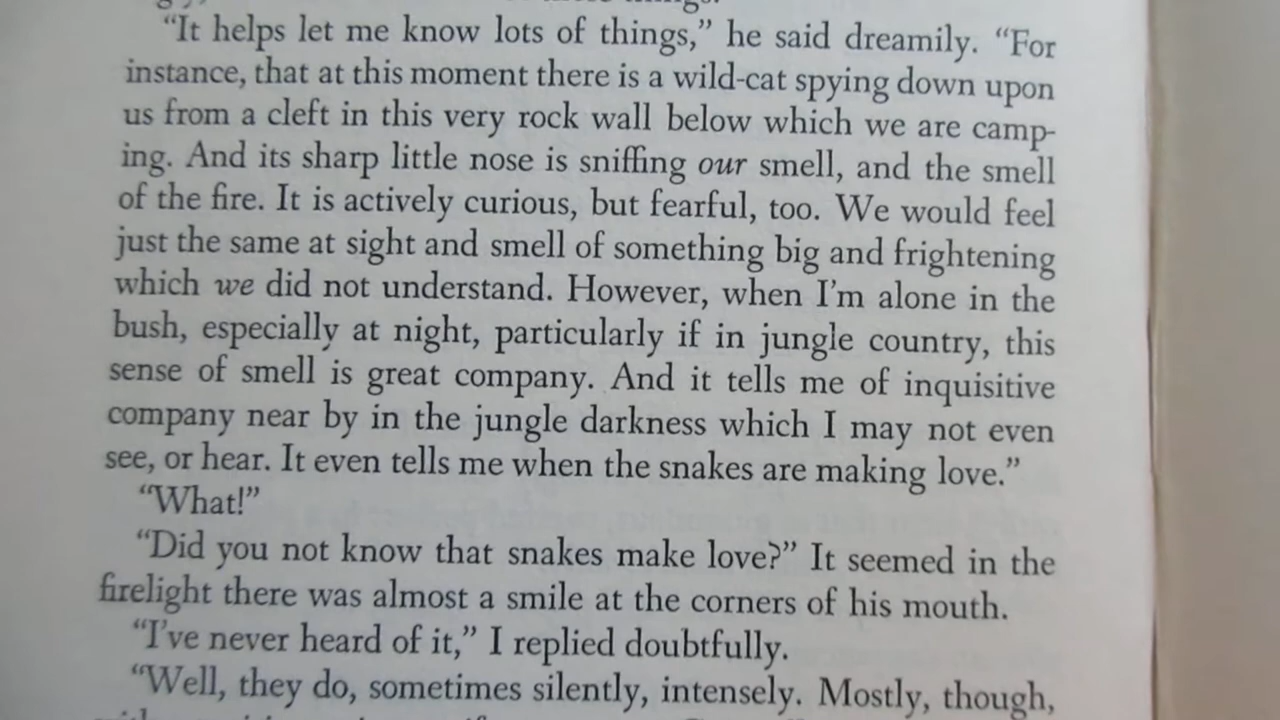 “It helps let me know lots of things,” he said dreamily. “For
instance, that at this moment there is a wild-cat spying down upon
us from a cleft in this very rock wall below which we are camp-
ing. And its sharp little nose is sniffing our smell, and the smell
of the fire. It is actively curious, but fearful, too. We would feel
just the same at sight and smell of something big and frightening
which we did not understand. However, when I’m alone in the
bush, especially at night, particularly if in jungle country, this
sense of smell is great company. And it tells me of inquisitive
company near by in the jungle darkness which I may not even
see, or hear. It even tells me when the snakes are making love.”
“What!”
“Did you not know that snakes make love?” It seemed in the
firelight there was almost a smile at the corners of his mouth.
“I’ve never heard of it,” I replied doubtfully.
“Well, they do, sometimes silently, intensely. Mostly, though,